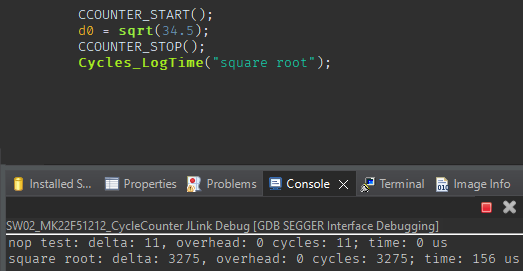 CCOUNTER_START();
d0 = sqrt(34.5);
CCOUNTER_STOP();
Cycles_LogTime("square root");
Installed S... Properties Problems Console Terminal Image Info
SW02_MK22F51212_CycleCounter JLink Debug [GDB SEGGER Interface Debugging]
nop test: delta: 11, overhead: 0 cycles: 11; time: 0 us
square root: delta: 3275, overhead: 0 cycles: 3275; time: 156 us